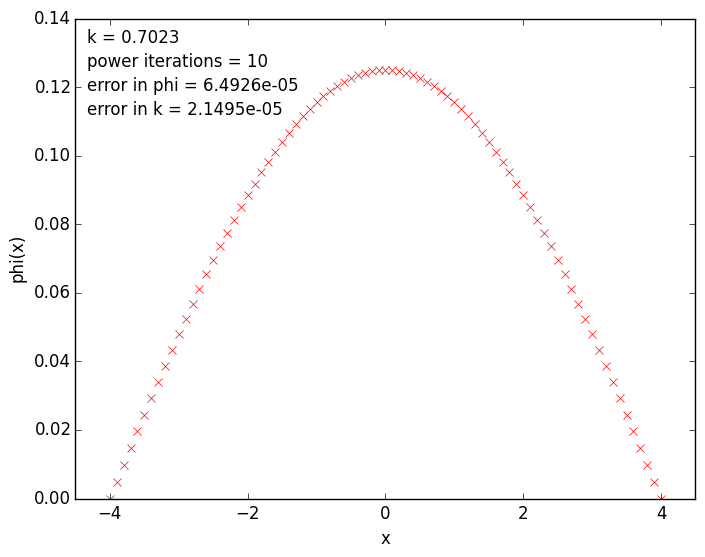 0.14
k = 0.7023
power iterations = 10
error in phi = 6.4926e-05
error in k = 2.1495e-05
0.12
0.10
0.08
phi(x)
0.06
0.04
0.02
0.00
−4 −2 0 2 4
x